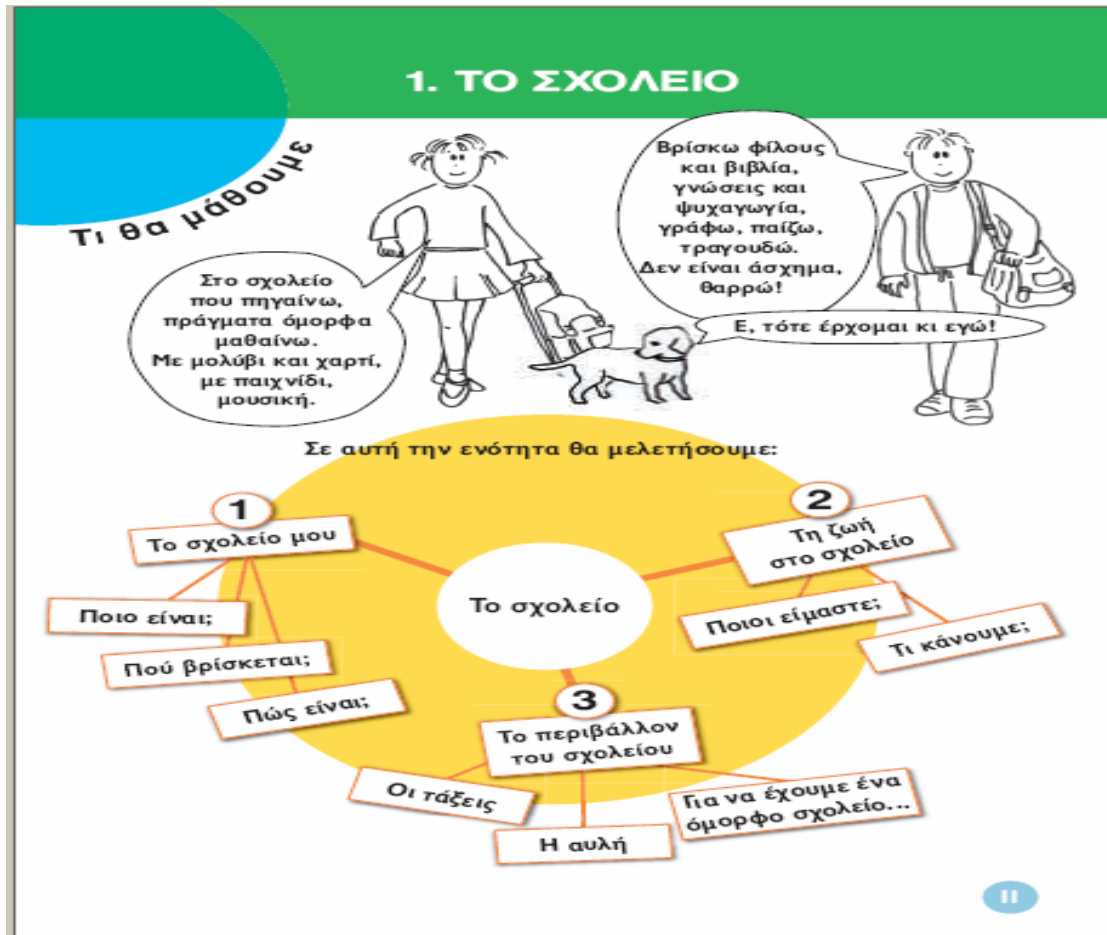 1. ΤΟ ΣΧΟΛΕΙΟ
Τι θα μάθουμε
Στο σχολείο
που πηγαίνω,
πράγματα όμορφα
μαθαίνω.
Με μολύβι και χαρτί,
με παιχνίδι,
μουσική.
Βρίσκω φίλους
και βιβλία,
γνώσεις και
ψυχαγωγία,
γράφω, παίζω,
τραγουδώ.
Δεν είναι άσχημα,
θαρρώ!
Ε, τότε έρχομαι κι εγώ!
Σε αυτή την ενότητα θα μελετήσουμε:
Το σχολείο
1
Το σχολείο μου
Ποιο είναι;
Πού βρίσκεται;
Πώς είναι;
2
Τη ζωή
στο σχολείο
Ποιοι είμαστε;
Τι κάνουμε;
3
Το περιβάλλον
του σχολείου
Οι τάξεις
Η αυλή
Για να έχουμε ένα
όμορφο σχολείο...
11